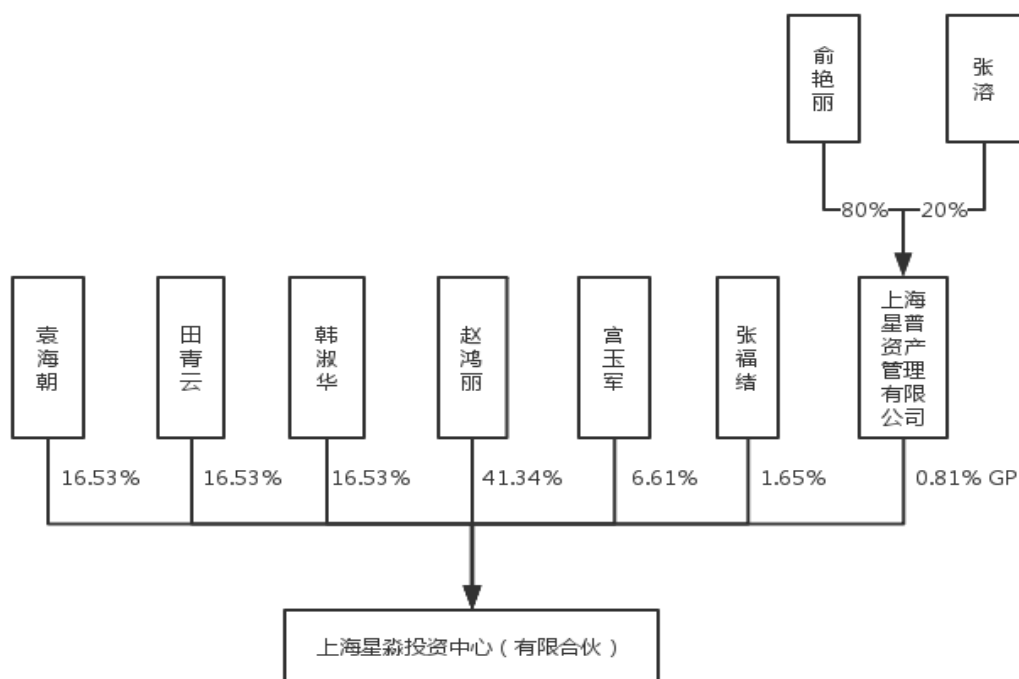 俞艳丽
张溶
80%
20%
袁海朝
田青云
韩淑华
赵鸿丽
宫玉军
张福绪
上海
星普
资产
管理
有限
公司
16.53%
16.53%
16.53%
41.34%
6.61%
1.65%
0.81% GP
上海星淼投资中心（有限合伙）